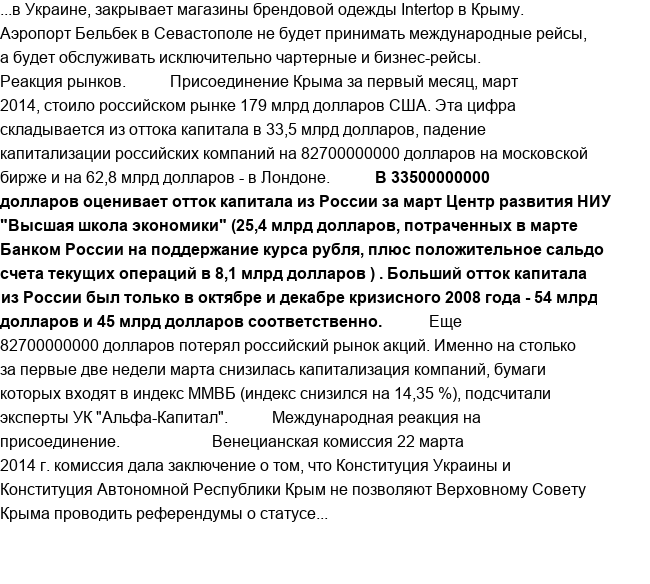 ...в Украине, закрывает магазины брендовой одежды Intertop в Крыму.
Аэропорт Бельбек в Севастополе не будет принимать международные рейсы,
а будет обслуживать исключительно чартерные и бизнес-рейсы.
Реакция рынков. Присоединение Крыма за первый месяц, март
2014, стоило российском рынке 179 млрд долларов США. Эта цифра
складывается из оттока капитала в 33,5 млрд долларов, падение
капитализации российских компаний на 82700000000 долларов на московской
бирже и на 62,8 млрд долларов - в Лондоне. В 33500000000
долларов оценивает отток капитала из России за март Центр развития НИУ
"Высшая школа экономики" (25,4 млрд долларов, потраченных в марте
Банком России на поддержание курса рубля, плюс положительное сальдо
счета текущих операций в 8,1 млрд долларов ) . Больший отток капитала
из России был только в октябре и декабре кризисного 2008 года - 54 млрд
долларов и 45 млрд долларов соответственно. Еще
82700000000 долларов потерял российский рынок акций. Именно на столько
за первые две недели марта снизилась капитализация компаний, бумаги
которых входят в индекс ММВБ (индекс снизился на 14,35 %), подсчитали
эксперты УК "Альфа-Капитал". Международная реакция на
присоединение. Венецианская комиссия 22 марта
2014 г. комиссия дала заключение о том, что Конституция Украины и
Конституция Автономной Республики Крым не позволяют Верховному Совету
Крыма проводить референдумы о статусе...